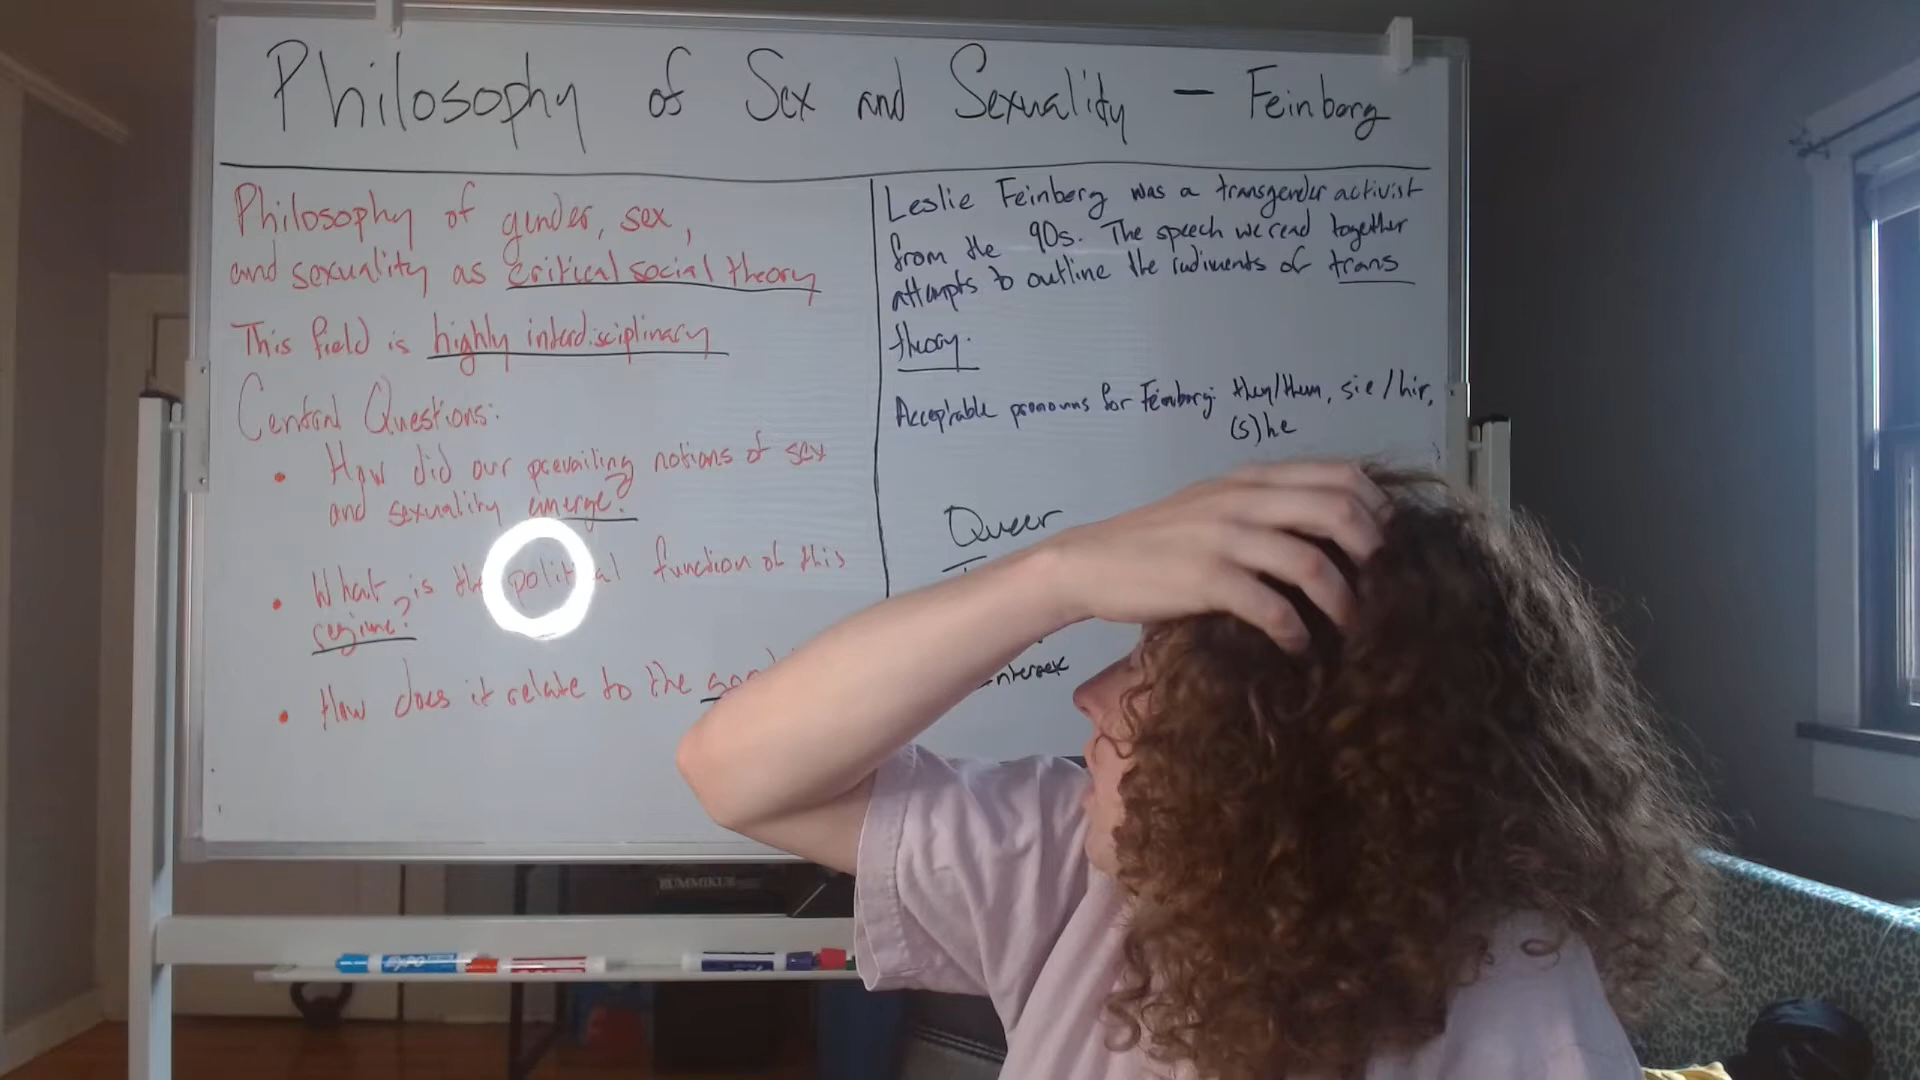 Philosophy of Sex and Sexuality - Feinberg
Philosophy of gender, sex,
and sexuality as critical social theory
This field is highly interdisciplinary
Central Questions:
• How did our prevailing notions of sex
and sexuality emerge?
• What is the political function of this
regime?
• How does it relate to the
Leslie Feinberg was a transgender activist
from the 90s. The speech we read together
attempts to outline the rudiments of trans
theory.
Acceptable pronouns for Feinberg: they/them, sie/hir,
(s)he
Queer
intersex
RUMMIKUB
EXPO